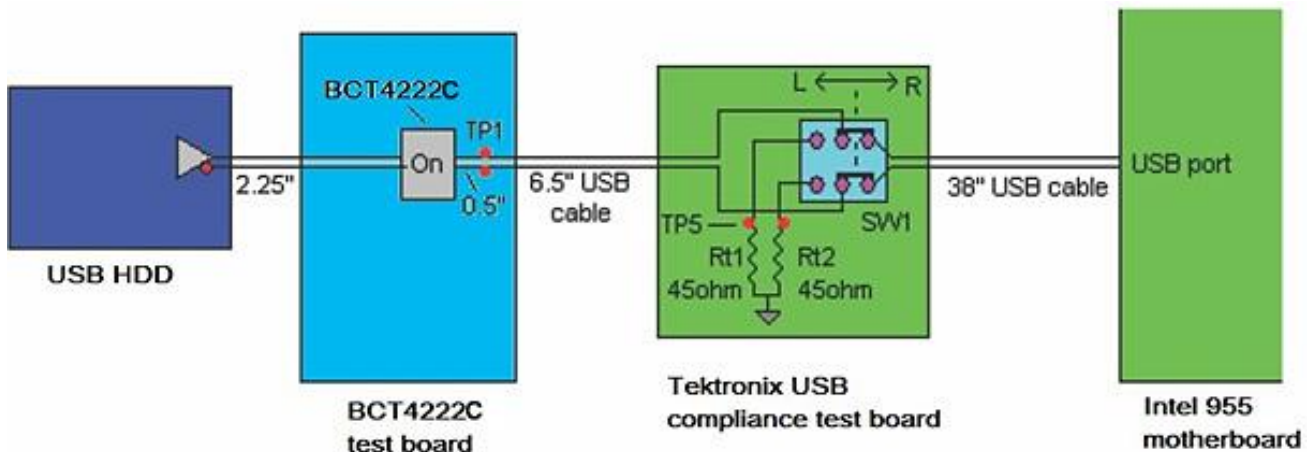 BCT4222C
TP1
On
2.25"
0.5"
6.5" USB
cable
L
R
TP5
SW1
Rt1
Rt2
45ohm
45ohm
38" USB cable
USB port
USB HDD
BCT4222C
test board
Tektronix USB
compliance test board
Intel 955
motherboard